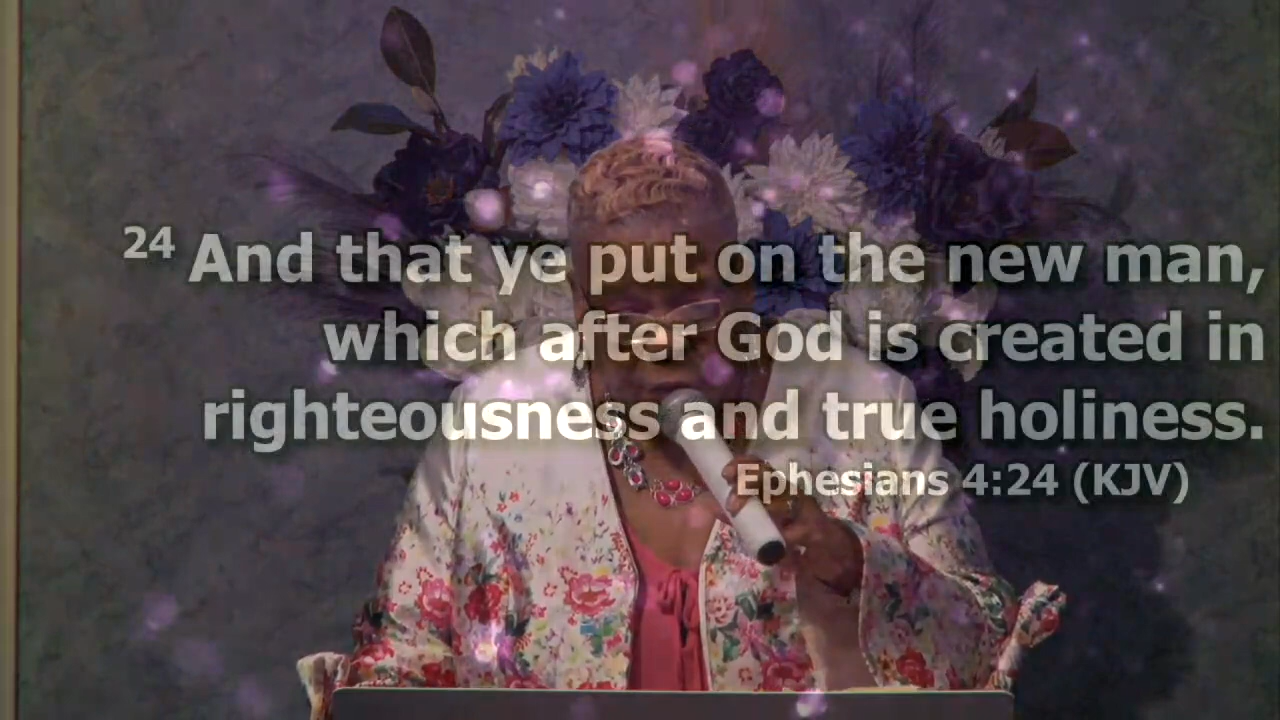 24 And that ye put on the new man,
which after God is created in
righteousness and true holiness.
Ephesians 4:24 (KJV)